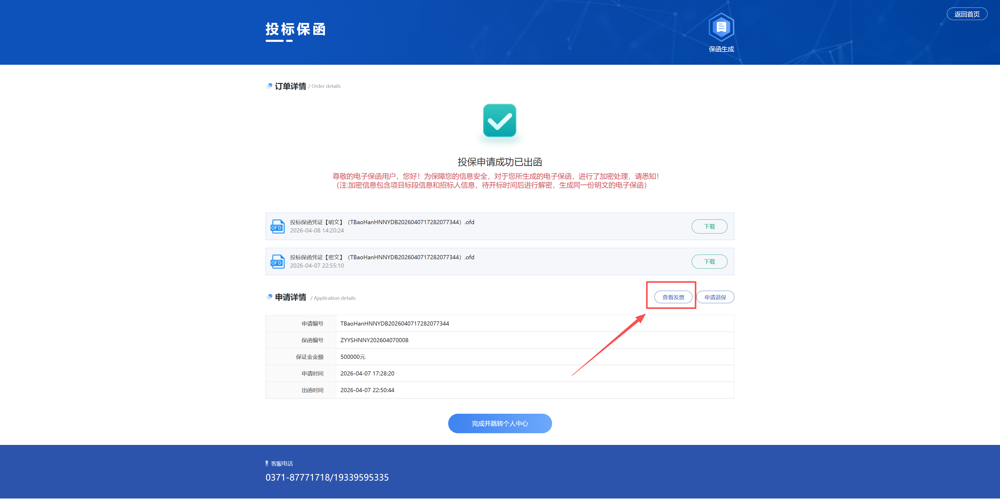 返回首页
投标保函
保函生成
订单详情 / Order details
投保申请成功已出函
尊敬的电子保函用户，您好！为保障您的信息安全，对于您所生成的电子保函，进行了加密处理，请悉知！
（注:加密信息包含项目标段信息和招标人信息，待开标时间后进行解密，生成同一份明文的电子保函）
OFD
投标保函凭证【明文】（TBaoHanHNNYDB2026040717282077344）.ofd
2026-04-08 14:20:24
下载
OFD
投标保函凭证【密文】（TBaoHanHNNYDB2026040717282077344）.ofd
2026-04-07 22:55:10
下载
申请详情 / Application details
查看发票
申请退保
申请编号 TBaoHanHNNYDB2026040717282077344
保函编号 ZYYSHNNY202604070008
保证金金额 500000元
申请时间 2026-04-07 17:28:20
出函时间 2026-04-07 22:50:44
完成并跳转个人中心
客服电话
0371-87771718/19339595335